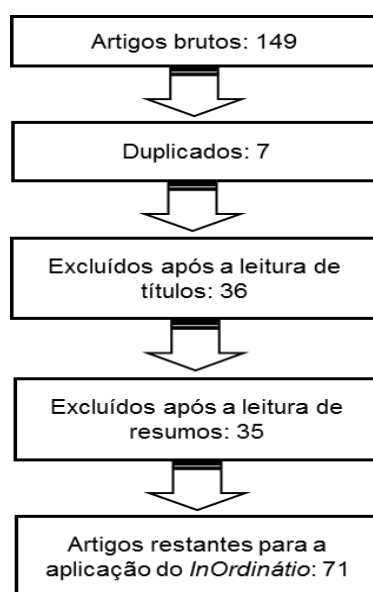 Artigos brutos: 149
Duplicados: 7
Excluídos após a leitura de
títulos: 36
Excluídos após a leitura de
resumos: 35
Artigos restantes para a
aplicação do InOrdinátio: 71